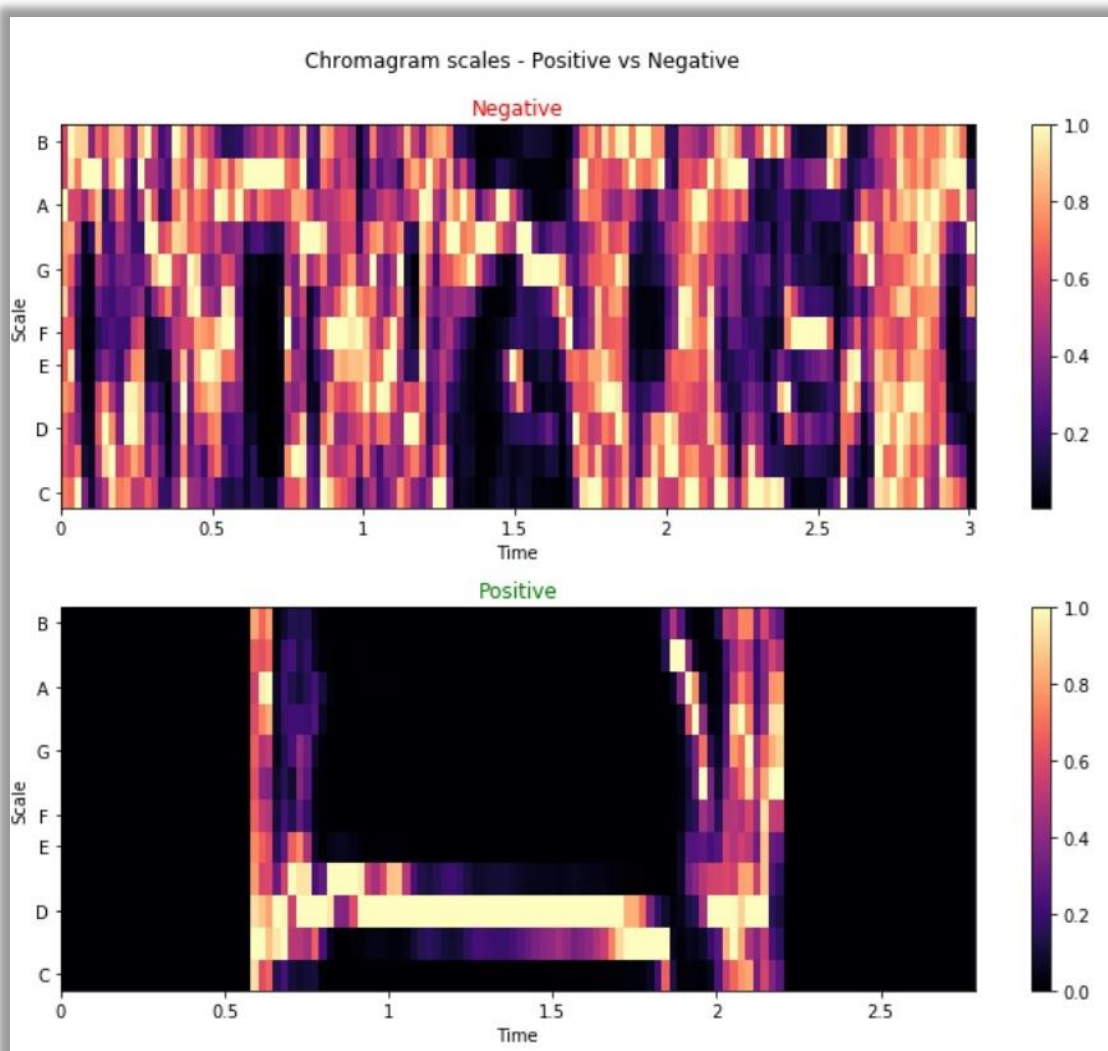 Chromagram scales - Positive vs Negative
Negative
Scale
B
A
G
F
E
D
C
0 0.5 1 1.5 2 2.5 3
Time
1.0
0.8
0.6
0.4
0.2
Positive
Scale
B
A
G
F
E
D
C
0 0.5 1 1.5 2 2.5
Time
1.0
0.8
0.6
0.4
0.2
0.0